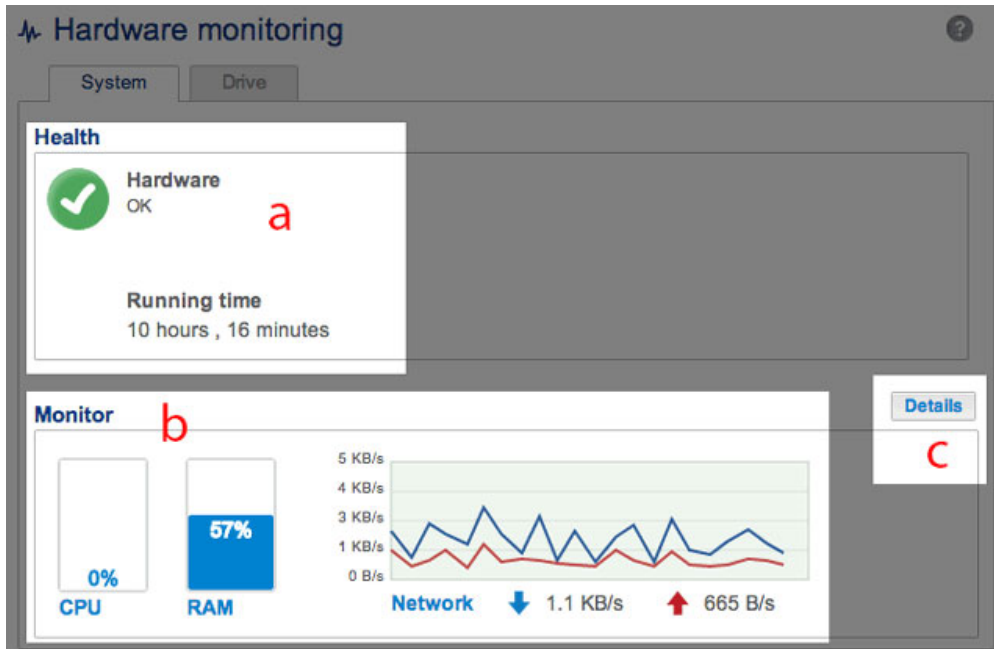 Hardware monitoring
?
System
Drive
Health
Hardware
OK
a
Running time
10 hours , 16 minutes
Monitor
b
Details
c
5 KB/s
4 KB/s
3 KB/s
1 KB/s
0 B/s
57%
0%
CPU
RAM
Network 1.1 KB/s 665 B/s